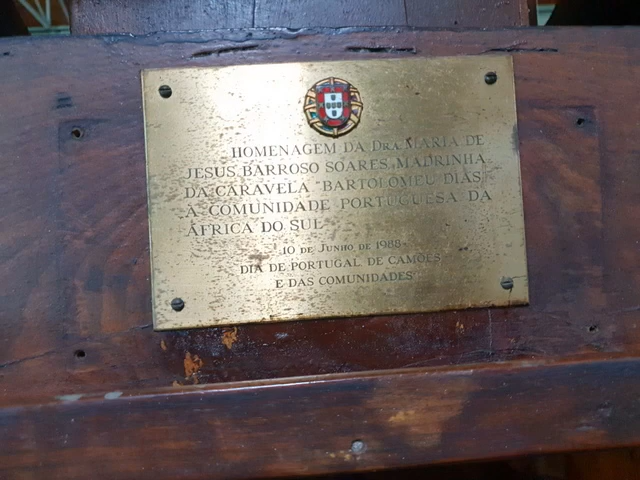 HOMENAGEM DA DRA. MARIA DE
JESUS BARROSO SOARES, MADRINHA
DA CARAVELA "BARTOLOMEU DIAS"
À COMUNIDADE PORTUGUESA DA
ÁFRICA DO SUL
10 DE JUNHO DE 1988
DIA DE PORTUGAL DE CAMÕES
E DAS COMUNIDADES